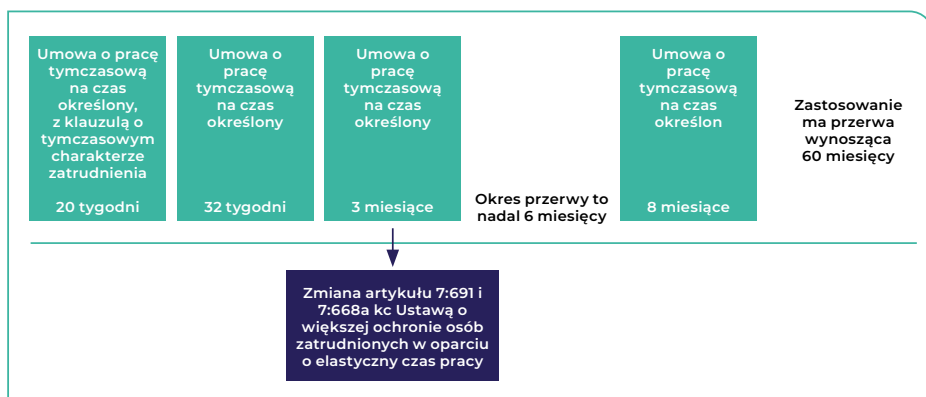 Umowa o pracę
tymczasową
na czas
określony,
z klauzulą o
tymczasowym
charakterze
zatrudnienia
20 tygodni
Umowa o
pracę
tymczasową
na czas
określony
32 tygodni
Umowa o
pracę
tymczasową
na czas
określony
3 miesiące
Okres przerwy to
nadal 6 miesięcy
Umowa o
pracę
tymczasową
na czas
określon
8 miesiące
Zastosowanie
ma przerwa
wynosząca
60 miesięcy
Zmiana artykułu 7:691 i
7:668a kc Ustawą o
większej ochronie osób
zatrudnionych w oparciu
o elastyczny czas pracy